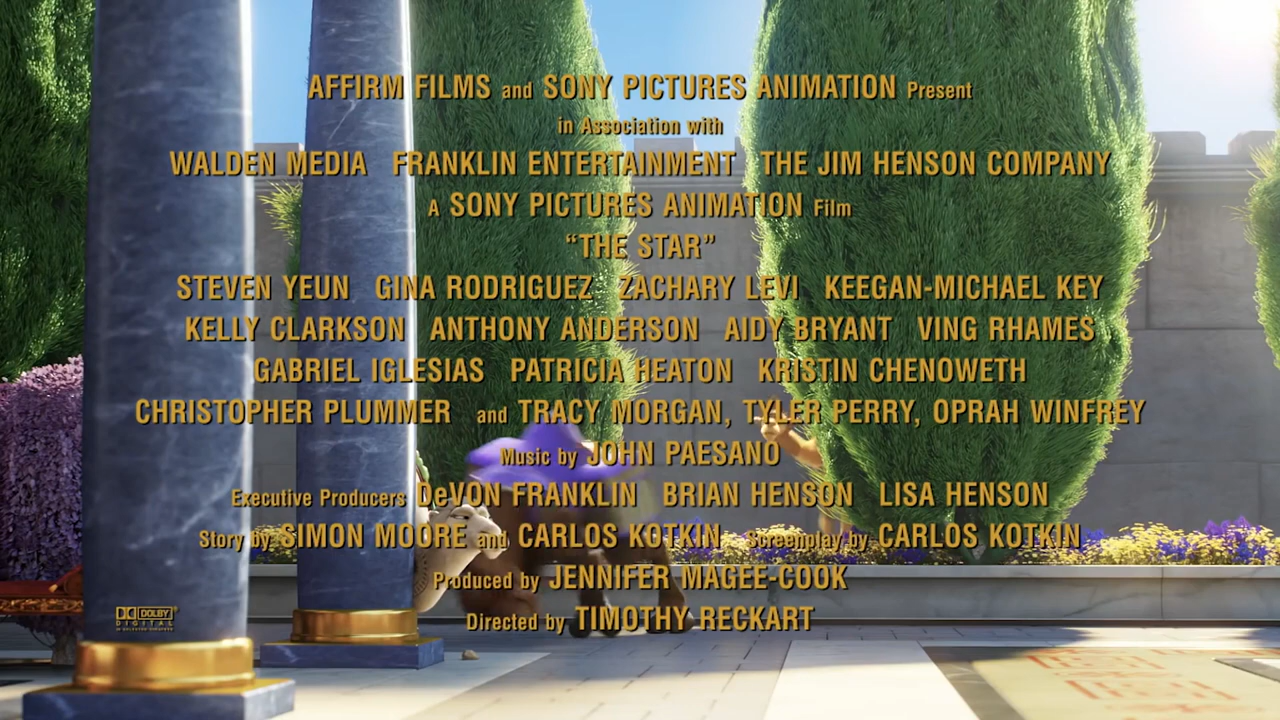 AFFIRM FILMS and SONY PICTURES ANIMATION Present
in Association with
WALDEN MEDIA FRANKLIN ENTERTAINMENT THE JIM HENSON COMPANY
A SONY PICTURES ANIMATION Film
“THE STAR”
STEVEN YEUN GINA RODRIGUEZ ZACHARY LEVI KEEGAN-MICHAEL KEY
KELLY CLARKSON ANTHONY ANDERSON AIDY BRYANT VING RHAMES
GABRIEL IGLESIAS PATRICIA HEATON KRISTIN CHENOWETH
CHRISTOPHER PLUMMER and TRACY MORGAN, TYLER PERRY, OPRAH WINFREY
Music by JOHN PAESANO
Executive Producers DeVON FRANKLIN BRIAN HENSON LISA HENSON
Story by SIMON MOORE and CARLOS KOTKIN Screenplay by CARLOS KOTKIN
Produced by JENNIFER MAGEE-COOK
Directed by TIMOTHY RECKART
DOLBY
DIGITAL